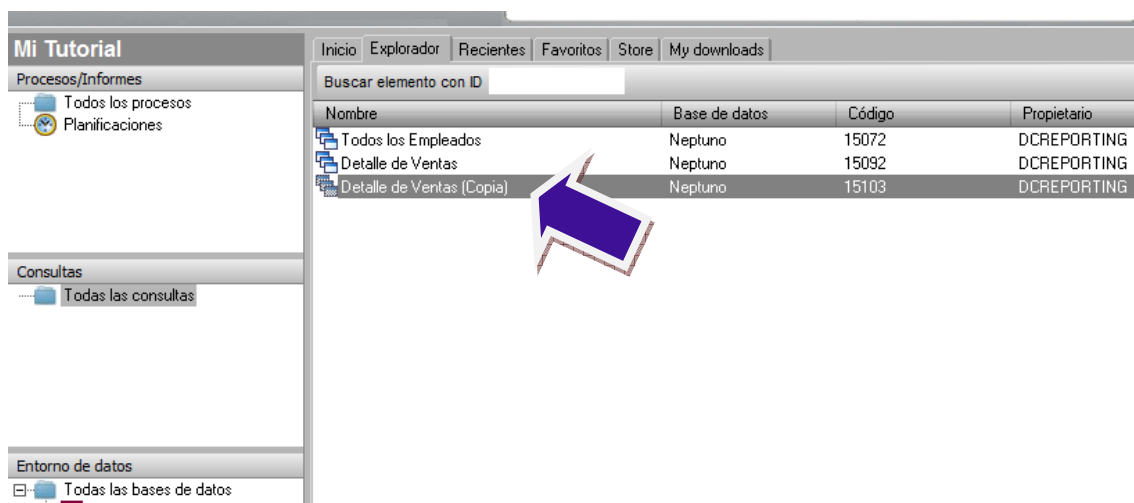 Mi Tutorial
Procesos/Informes
Todos los procesos
Planificaciones
Consultas
Todas las consultas
Entorno de datos
Todas las bases de datos
Inicio Explorador Recientes Favoritos Store My downloads
Buscar elemento con ID
Nombre Base de datos Código Propietario
Todos los Empleados Neptuno 15072 DCREPORTING
Detalle de Ventas Neptuno 15092 DCREPORTING
Detalle de Ventas (Copia) Neptuno 15103 DCREPORTING